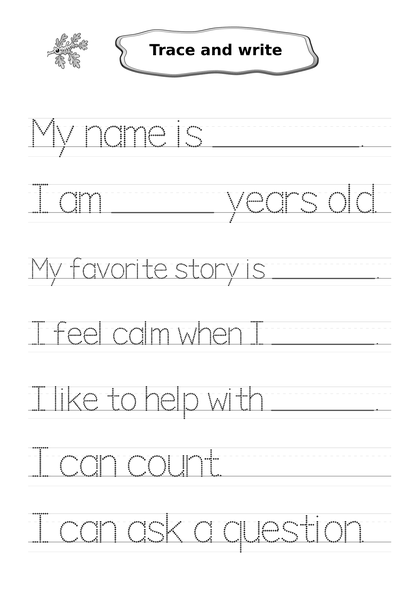 Trace and write
My name is ____________.
I am ________ years old.
My favorite story is ________.
I feel calm when I ________.
I like to help with ________.
I can count.
I can ask a question.